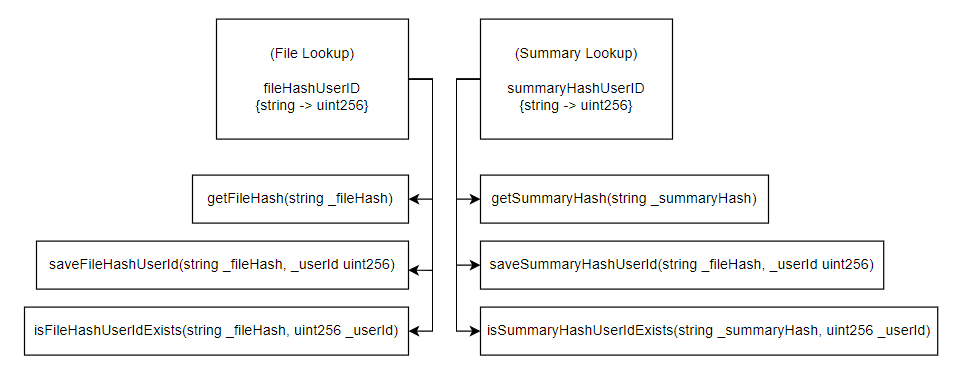 (File Lookup)
fileHashUserID
{string -> uint256}
(Summary Lookup)
summaryHashUserID
{string -> uint256}
getFileHash(string _fileHash)
getSummaryHash(string _summaryHash)
saveFileHashUserId(string _fileHash, _userId uint256)
saveSummaryHashUserId(string _fileHash, _userId uint256)
isFileHashUserIdExists(string _fileHash, uint256 _userId)
isSummaryHashUserIdExists(string _summaryHash, uint256 _userId)